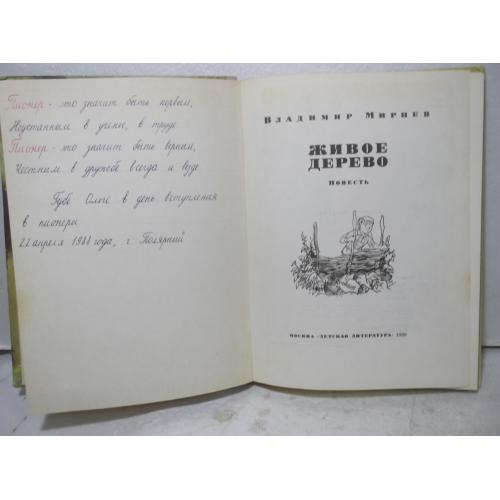 Пионер - это значит быть первым,
Неустанным в учении, в труде
Пионер - это значит быть верным,
Честным в дружбе всегда и везде
Губе Ольге в день вступления
в пионеры
22 апреля 1988 года, г. Полярный
ВЛАДИМИР МИРНЕВ
ЖИВОЕ
ДЕРЕВО
ПОВЕСТЬ
МОСКВА «ДЕТСКАЯ ЛИТЕРАТУРА»